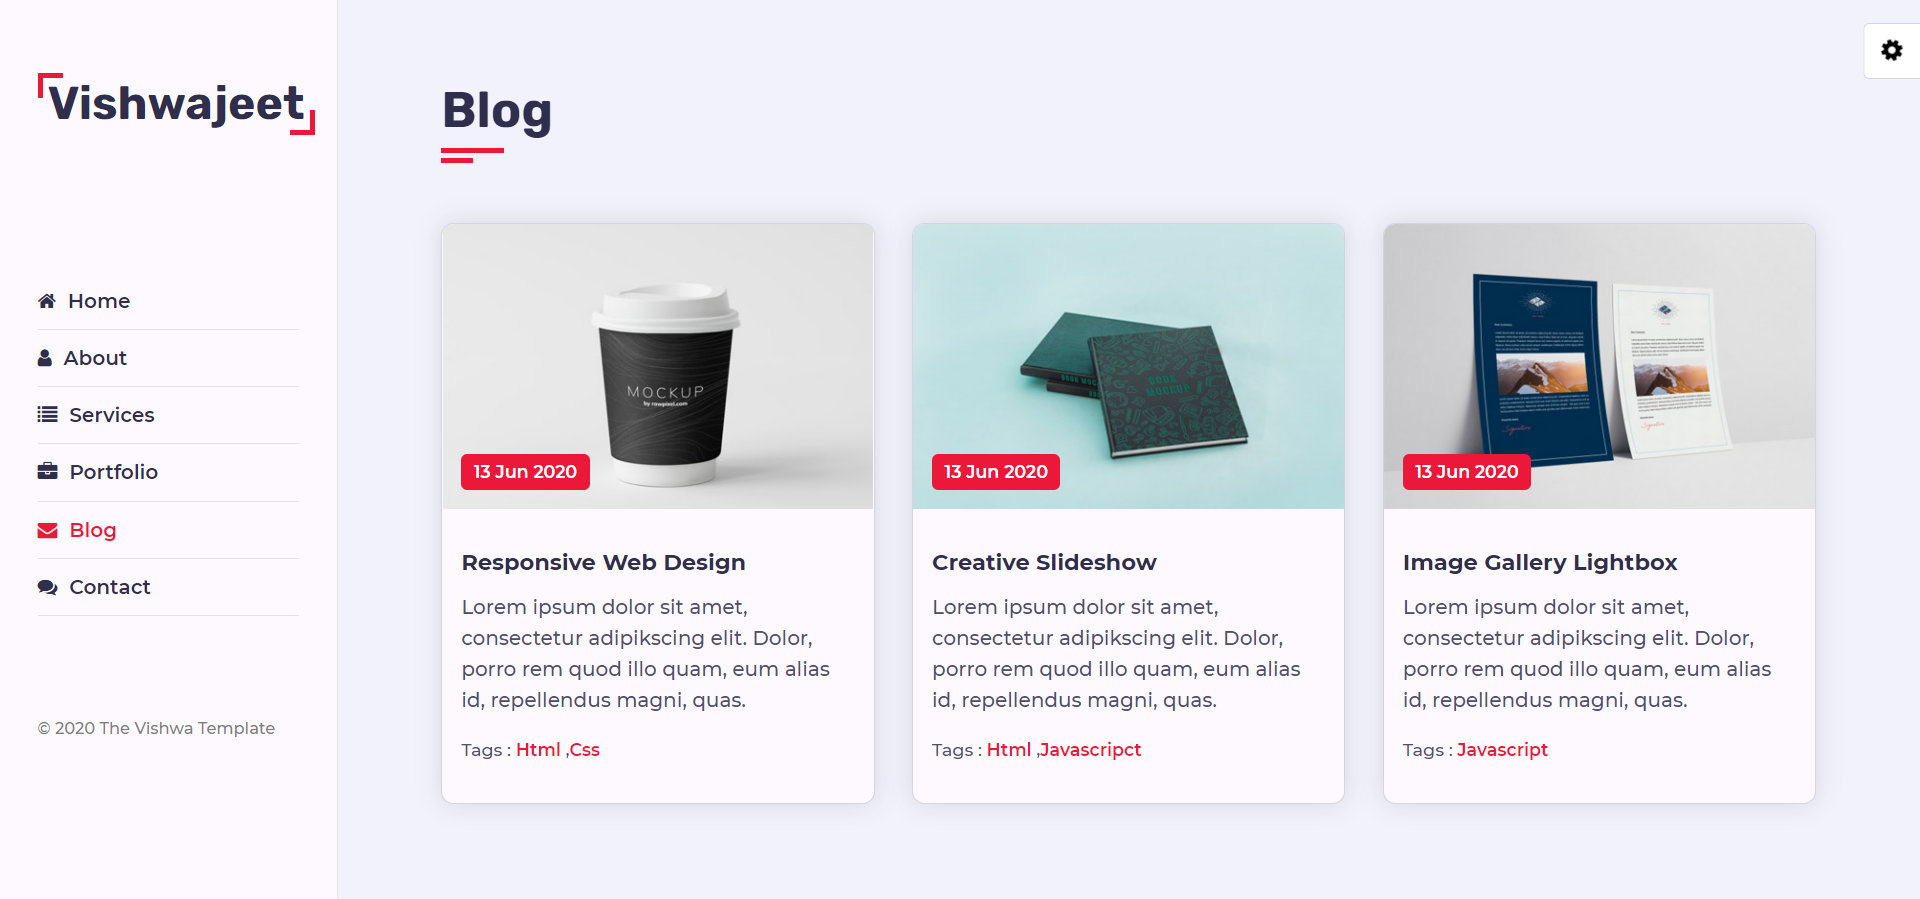 Vishwajeet
Home
About
Services
Portfolio
Blog
Contact
© 2020 The Vishwa Template
Blog
MOCKUP
by rawpixel.com
13 Jun 2020
Responsive Web Design
Lorem ipsum dolor sit amet,
consectetur adipikscing elit. Dolor,
porro rem quod illo quam, eum alias
id, repellendus magni, quas.
Tags : Html ,Css
BOOK
MOCKUP
13 Jun 2020
Creative Slideshow
Lorem ipsum dolor sit amet,
consectetur adipikscing elit. Dolor,
porro rem quod illo quam, eum alias
id, repellendus magni, quas.
Tags : Html ,Javascripct
13 Jun 2020
Image Gallery Lightbox
Lorem ipsum dolor sit amet,
consectetur adipikscing elit. Dolor,
porro rem quod illo quam, eum alias
id, repellendus magni, quas.
Tags : Javascript